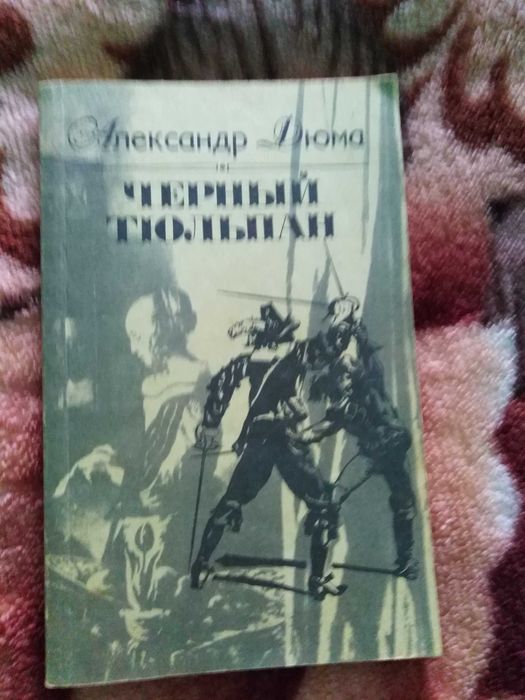 Александр Дюма
ЧЕРНЫЙ
ТЮЛЬПАН